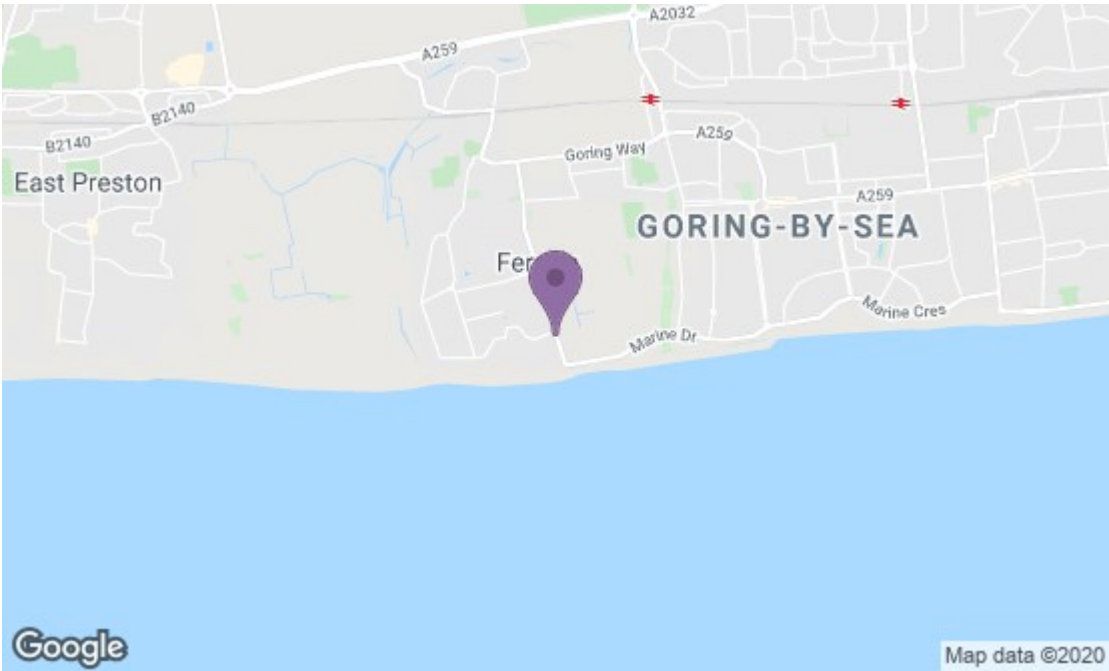 A2032
A259
B2140
B2140
A259
Goring Way
East Preston
A259
GORING-BY-SEA
Fer
Marine Cres
Marine Dr
Google
Map data ©2020